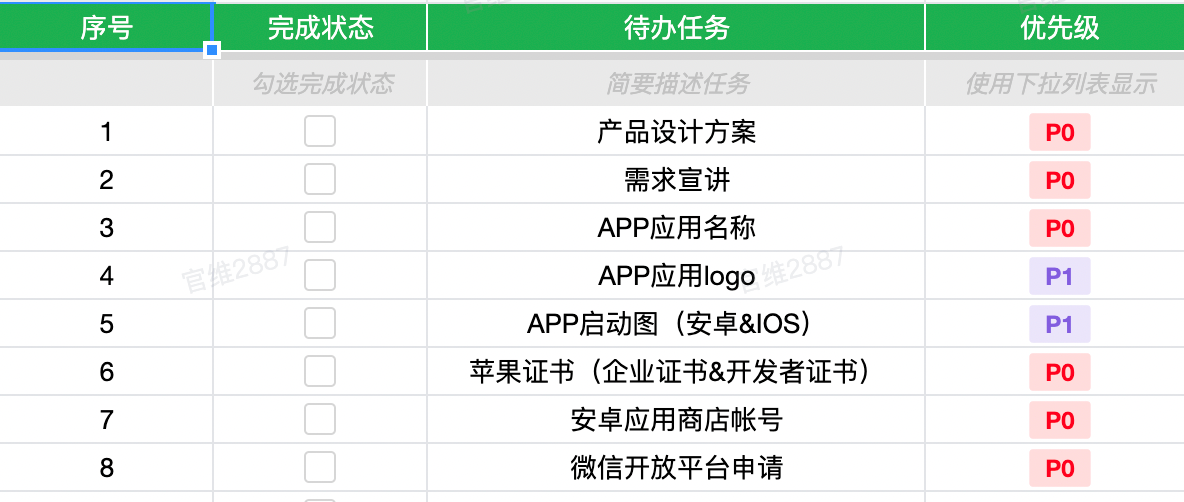 序号 完成状态 待办任务 优先级
勾选完成状态 简要描述任务 使用下拉列表显示
1 产品设计方案 P0
2 需求宣讲 P0
3 APP应用名称 P0
4 APP应用logo P1
5 APP启动图（安卓&IOS） P1
6 苹果证书（企业证书&开发者证书） P0
7 安卓应用商店帐号 P0
8 微信开放平台申请 P0
官维2887
官维2887